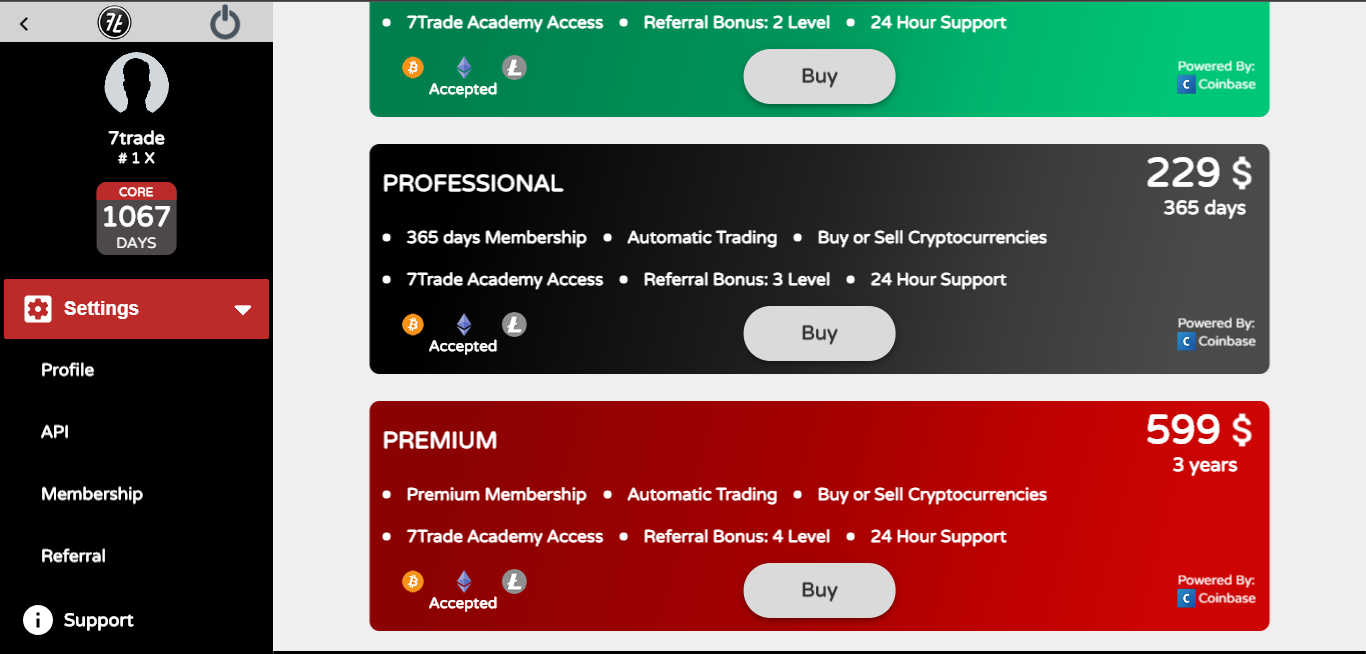 7trade
# 1 X
CORE
1067
DAYS
Settings
Profile
API
Membership
Referral
Support
7Trade Academy Access • Referral Bonus: 2 Level • 24 Hour Support
Accepted
Buy
Powered By:
Coinbase
PROFESSIONAL
229 $
365 days
• 365 days Membership • Automatic Trading • Buy or Sell Cryptocurrencies
• 7Trade Academy Access • Referral Bonus: 3 Level • 24 Hour Support
Accepted
Buy
Powered By:
Coinbase
PREMIUM
599 $
3 years
• Premium Membership • Automatic Trading • Buy or Sell Cryptocurrencies
• 7Trade Academy Access • Referral Bonus: 4 Level • 24 Hour Support
Accepted
Buy
Powered By:
Coinbase